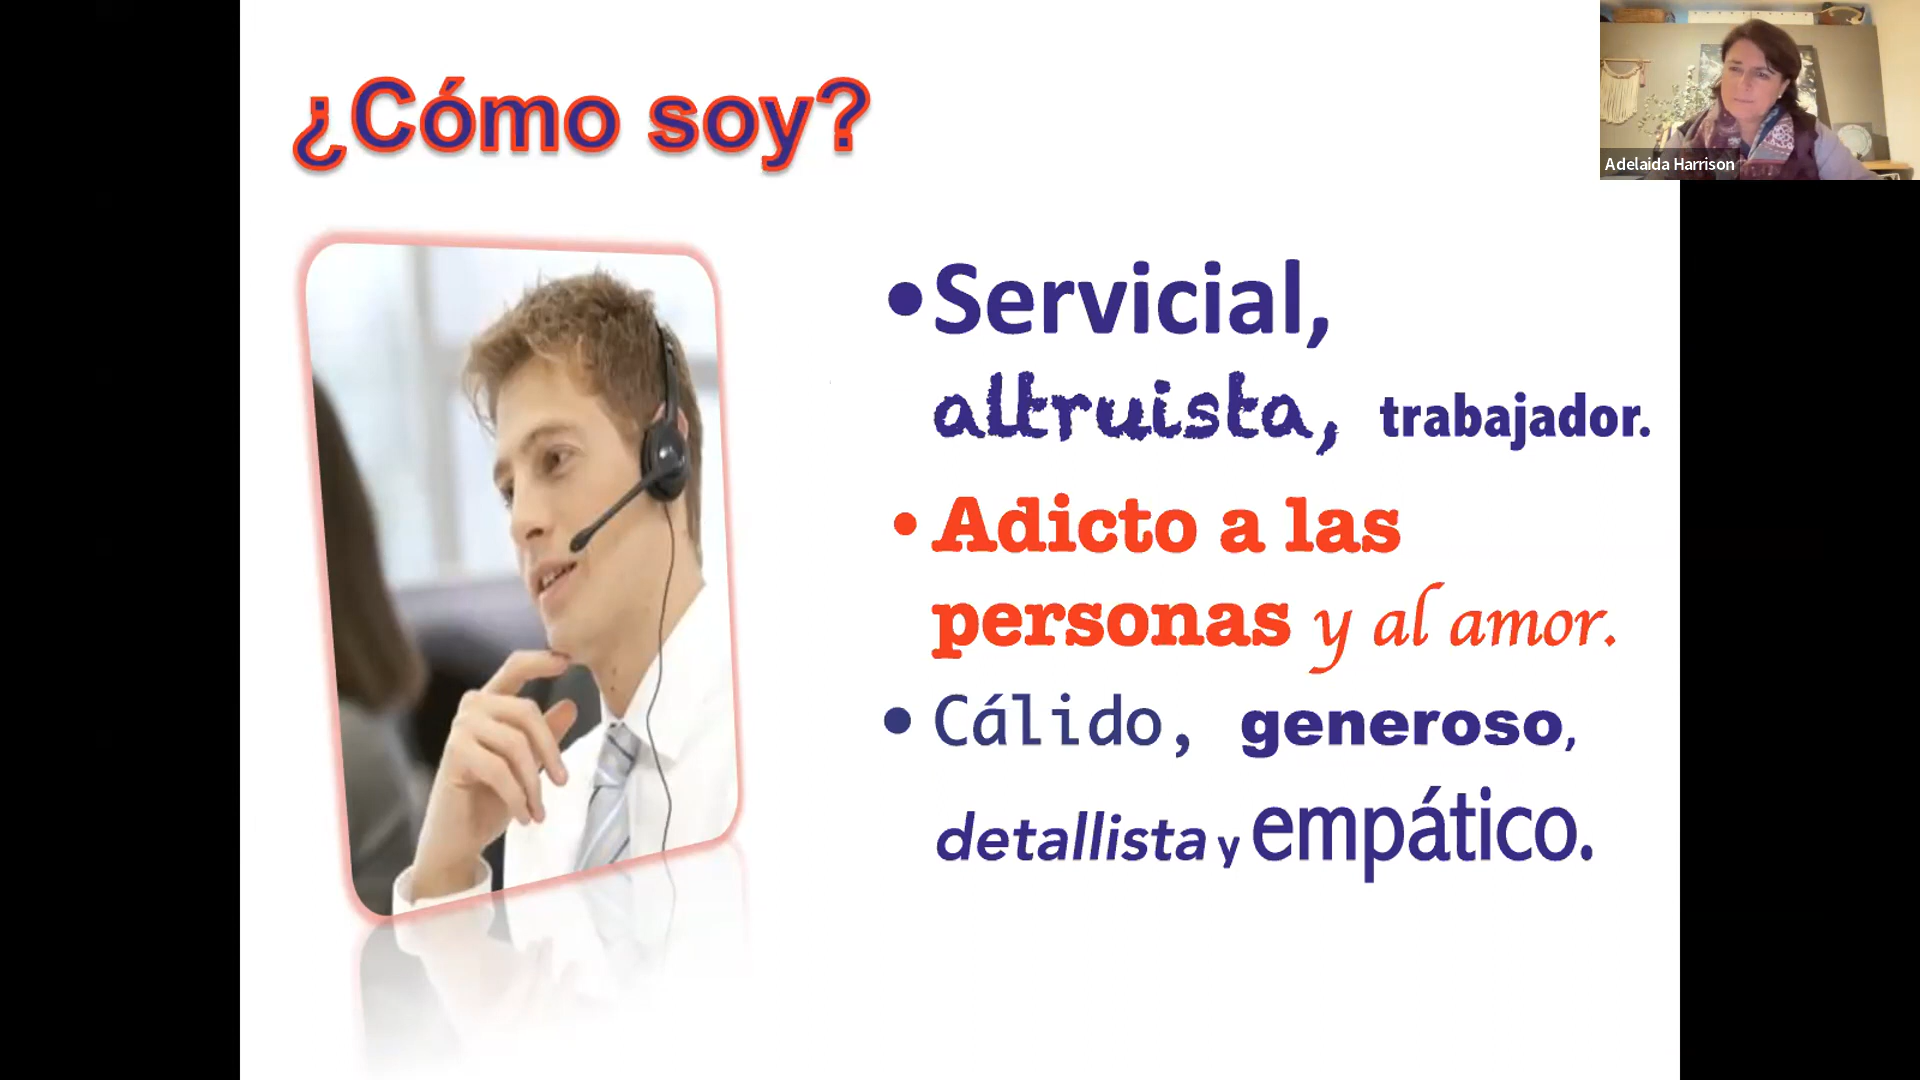 ¿Cómo soy?
Adelaida Harrison
•Servicial,
altruista, trabajador.
•Adicto a las
personas y al amor.
•Cálido, generoso,
detallista y empático.